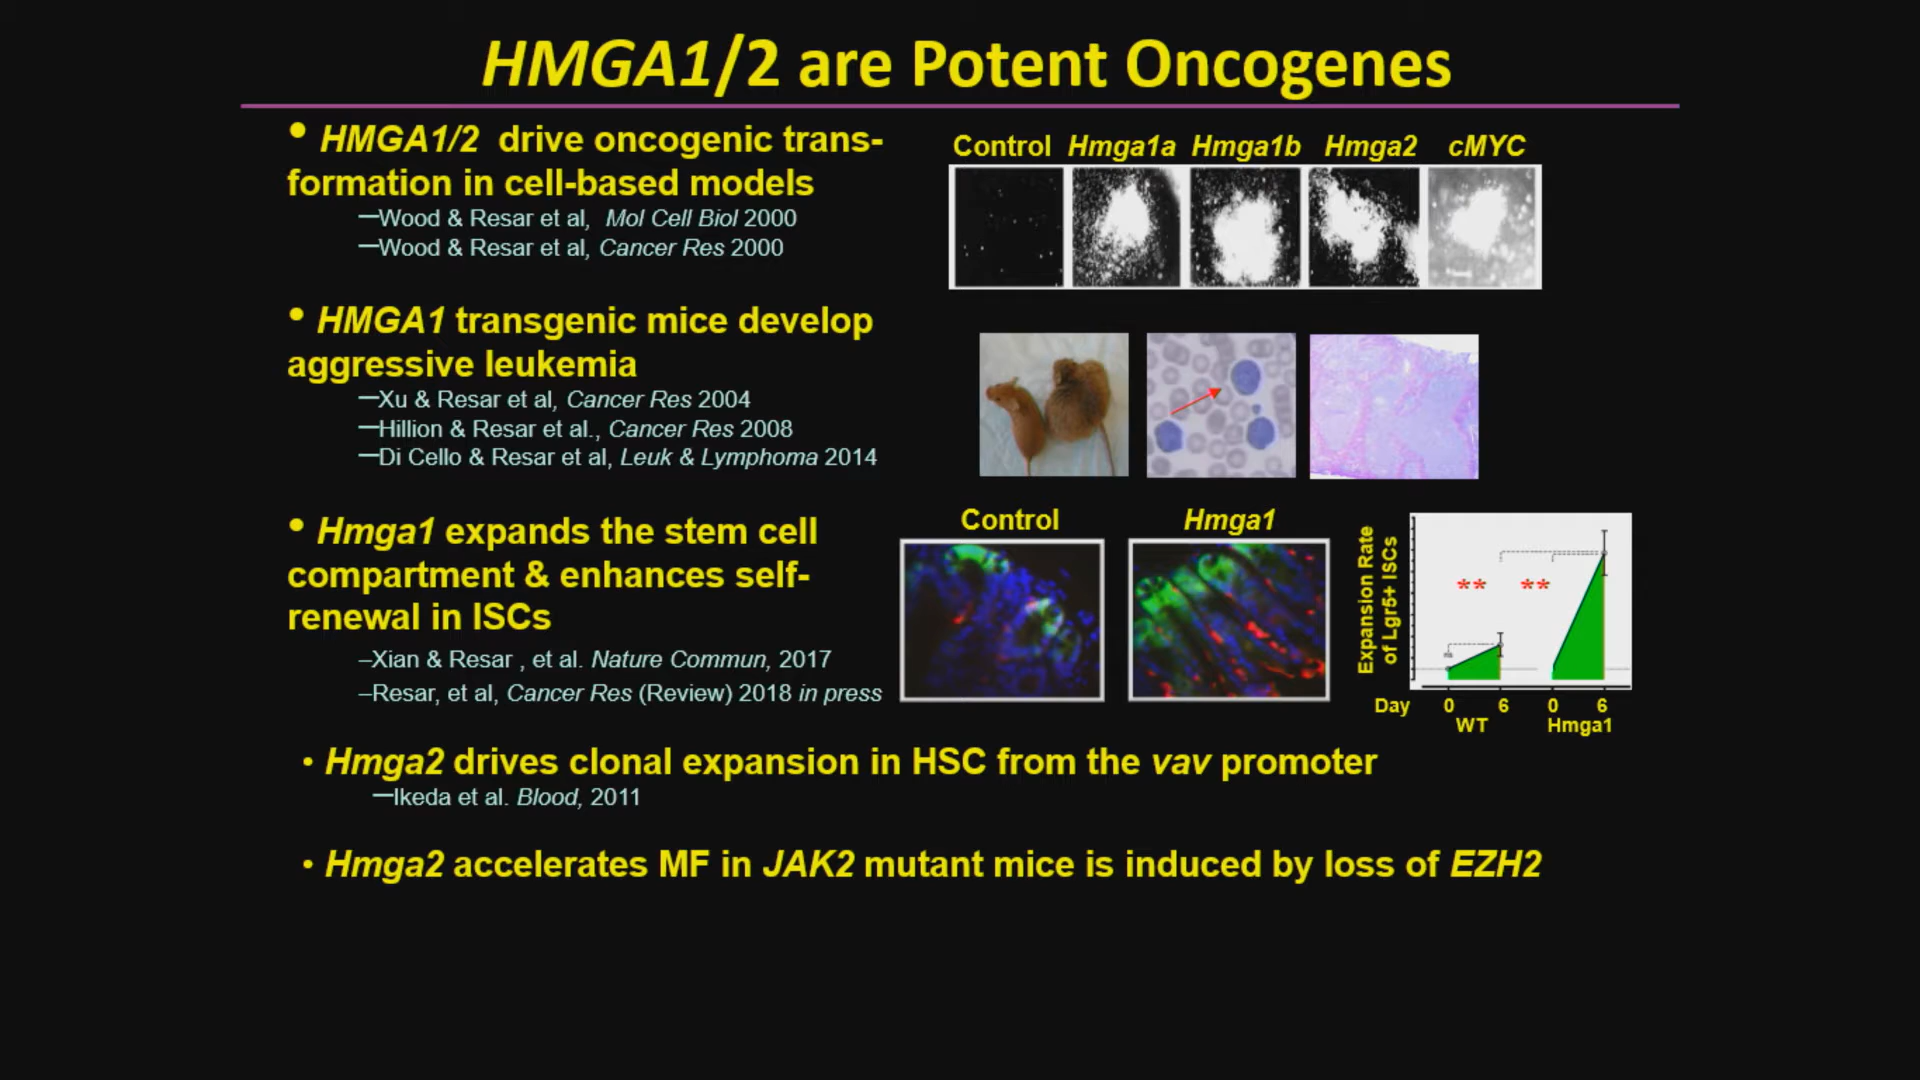 HMGA1/2 are Potent Oncogenes
• HMGA1/2 drive oncogenic trans-
formation in cell-based models
–Wood & Resar et al, Mol Cell Biol 2000
–Wood & Resar et al, Cancer Res 2000
Control Hmga1a Hmga1b Hmga2 cMYC
• HMGA1 transgenic mice develop
aggressive leukemia
–Xu & Resar et al, Cancer Res 2004
–Hillion & Resar et al., Cancer Res 2008
–Di Cello & Resar et al, Leuk & Lymphoma 2014
• Hmga1 expands the stem cell
compartment & enhances self-
renewal in ISCs
–Xian & Resar , et al. Nature Commun, 2017
–Resar, et al, Cancer Res (Review) 2018 in press
Control Hmga1
Expansion Rate
of Lgr5+ ISCs
** **
Day 0 6 0 6
WT Hmga1
• Hmga2 drives clonal expansion in HSC from the vav promoter
–Ikeda et al. Blood, 2011
• Hmga2 accelerates MF in JAK2 mutant mice is induced by loss of EZH2